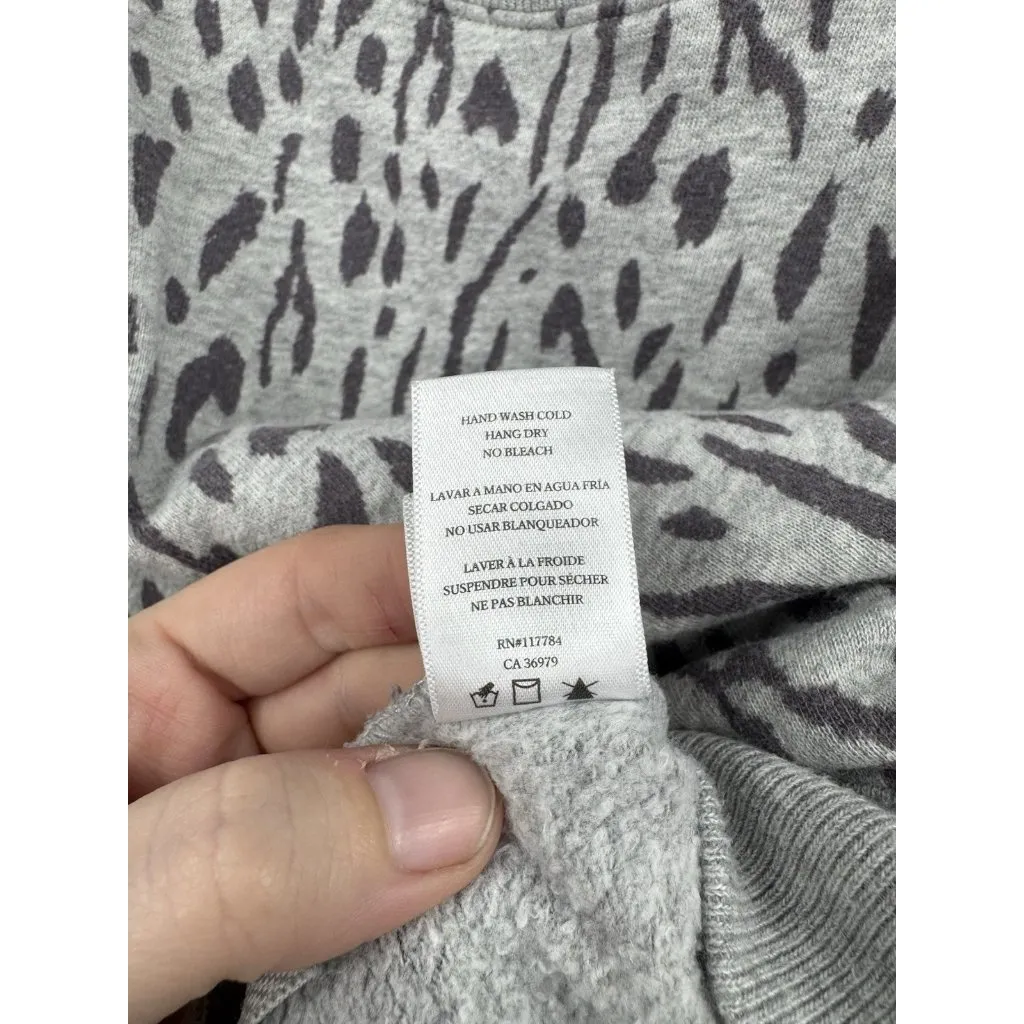 HAND WASH COLD
HANG DRY
NO BLEACH
LAVAR A MANO EN AGUA FRÍA
SECAR COLGADO
NO USAR BLANQUEADOR
LAVER À LA FROIDE
SUSPENDRE POUR SÉCHER
NE PAS BLANCHIR
RN#117784
CA 36979